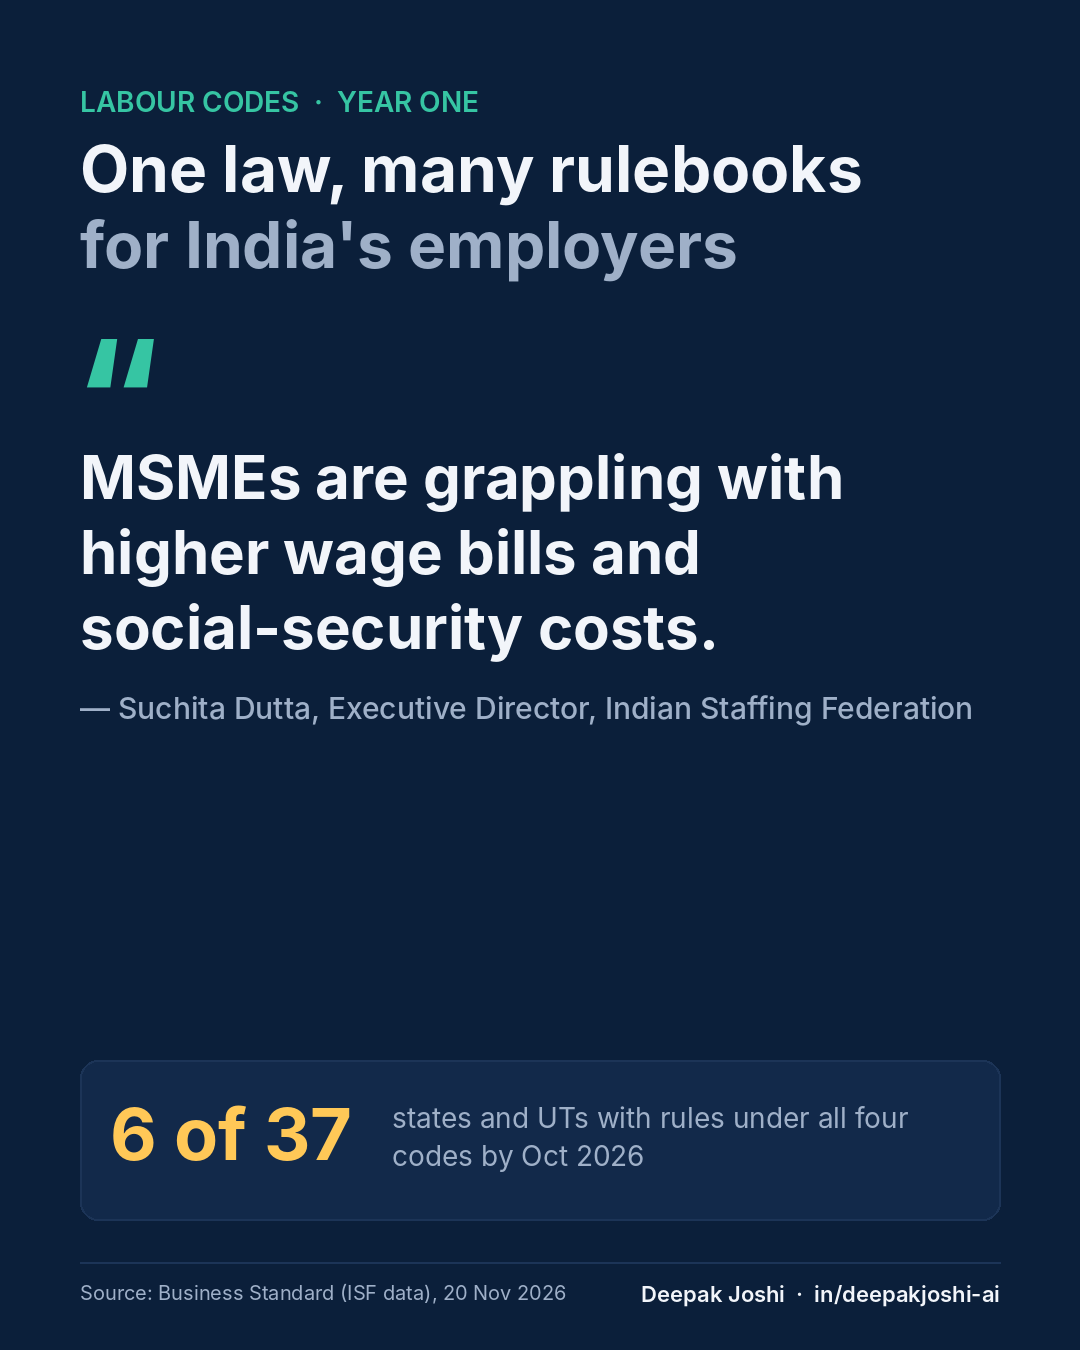 LABOUR CODES · YEAR ONE
One law, many rulebooks
for India's employers
“
MSMEs are grappling with
higher wage bills and
social-security costs.
— Suchita Dutta, Executive Director, Indian Staffing Federation
6 of 37
states and UTs with rules under all four
codes by Oct 2026
Source: Business Standard (ISF data), 20 Nov 2026
Deepak Joshi · in/deepakjoshi-ai